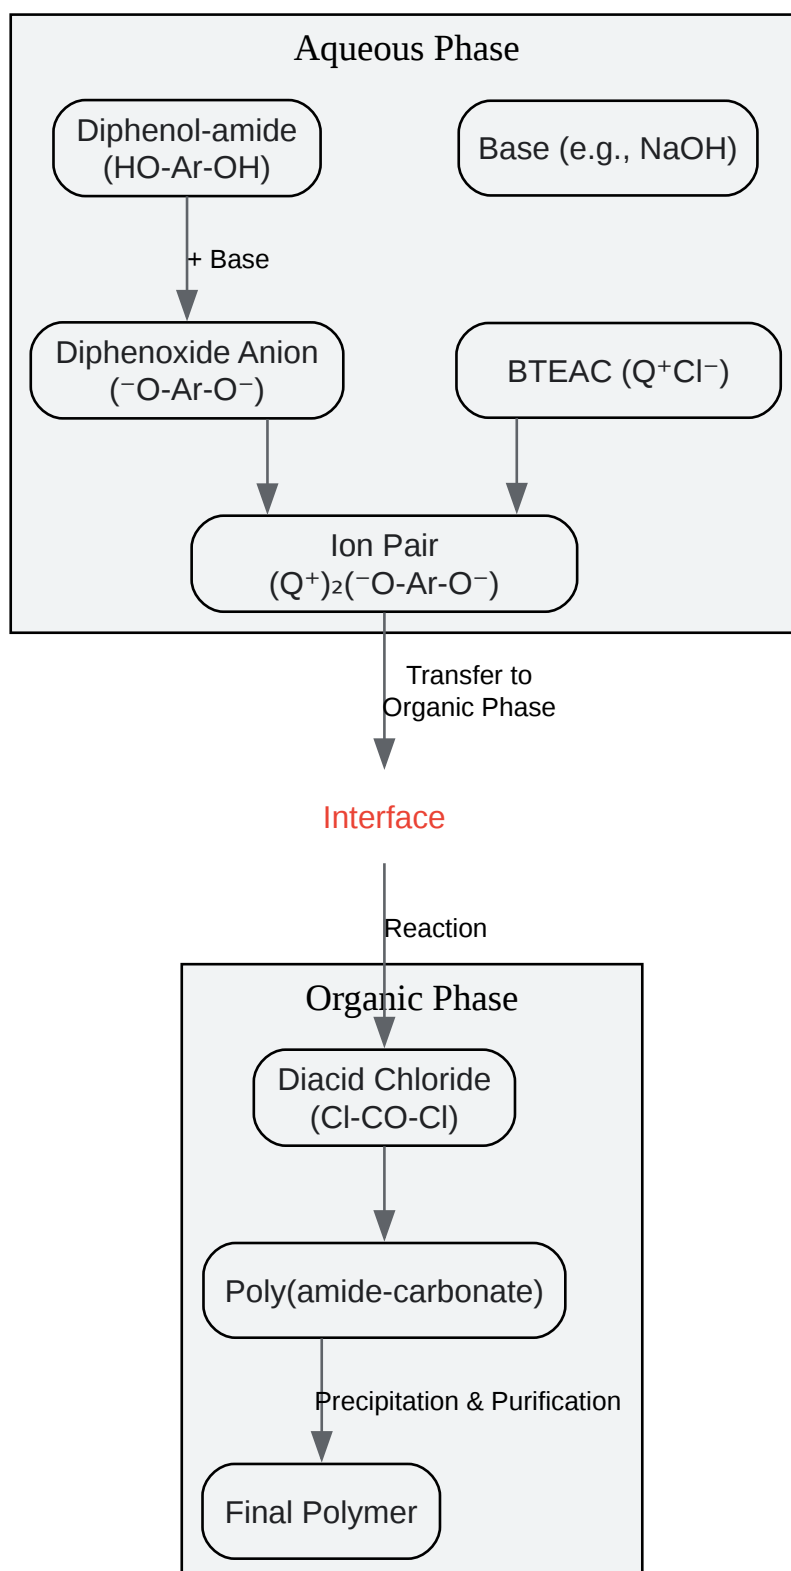 Aqueous Phase
Diphenol-amide
(HO-Ar-OH)
Base (e.g., NaOH)
+ Base
Diphenoxide Anion
(⁻O-Ar-O⁻)
BTEAC (Q⁺Cl⁻)
Ion Pair
(Q⁺)₂(⁻O-Ar-O⁻)
Transfer to
Organic Phase
Interface
Reaction
Organic Phase
Diacid Chloride
(Cl-CO-Cl)
Poly(amide-carbonate)
Precipitation & Purification
Final Polymer